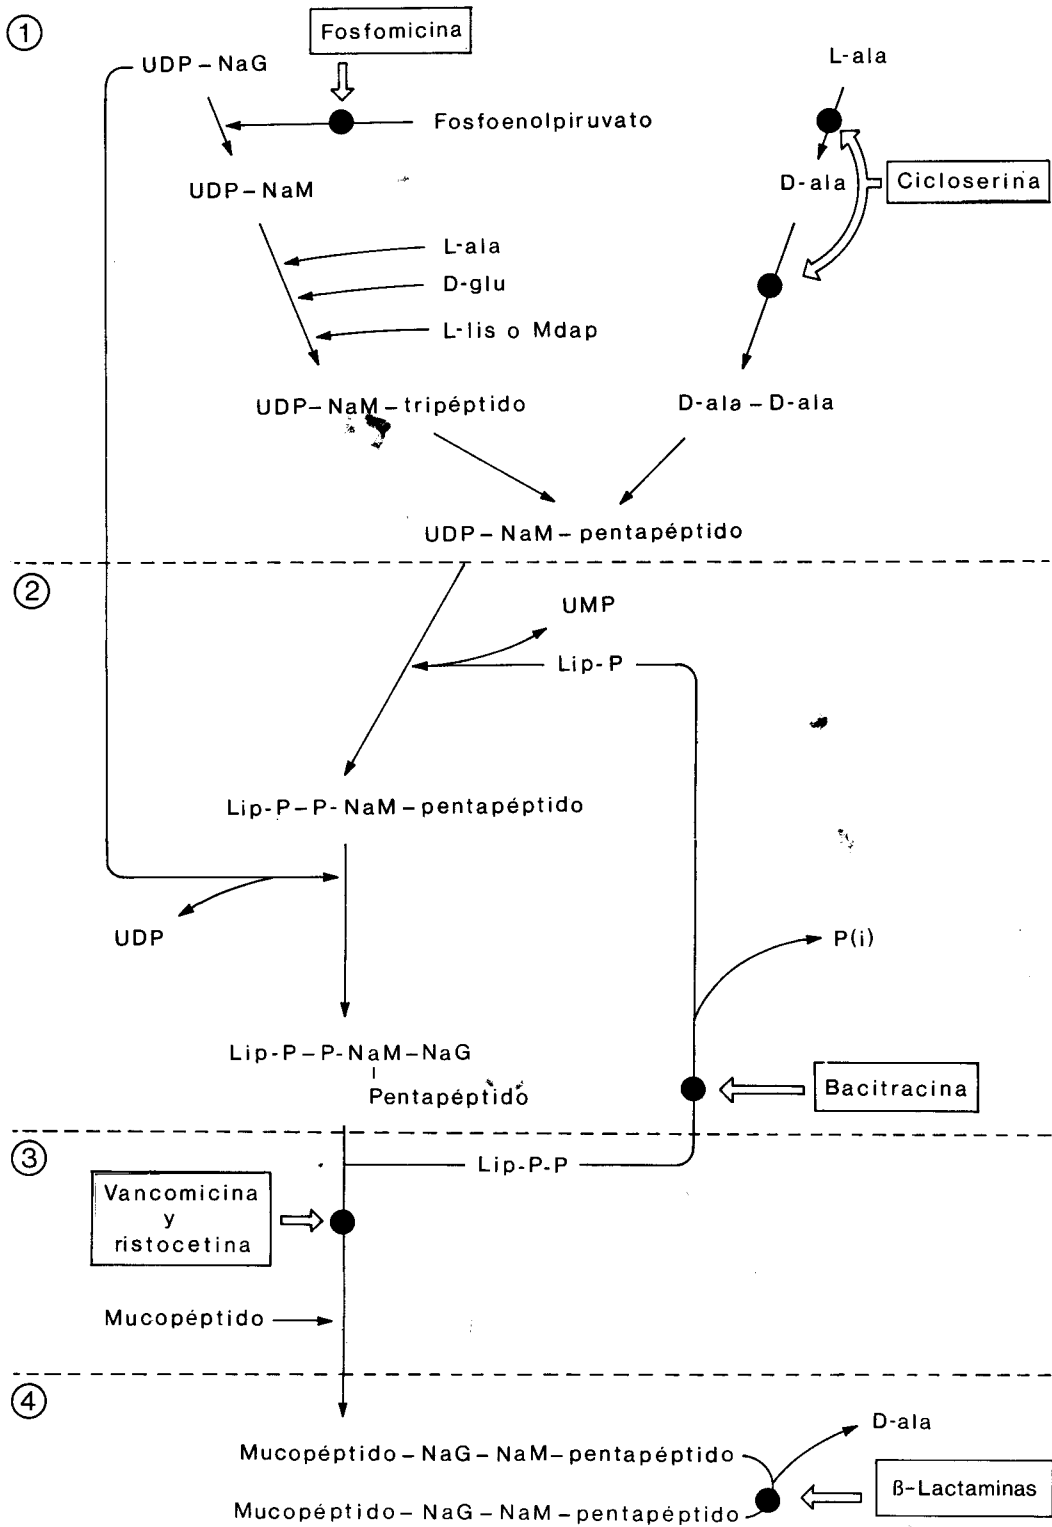 1
Fosfomicina
UDP-NaG
L-ala
Fosfoenolpiruvato
UDP-NaM
D-ala
Cicloserina
L-ala
D-glu
L-lis o Mdap
UDP-NaM-tripéptido
D-ala-D-ala
UDP-NaM-pentapéptido
2
UMP
Lip-P
Lip-P-P-NaM-pentapéptido
UDP
P(i)
Lip-P-P-NaM-NaG
Pentapéptido
Bacitracina
3
Lip-P-P
Vancomicina
y
ristocetina
Mucopéptido
4
D-ala
Mucopéptido-NaG-NaM-pentapéptido
ß-Lactaminas
Mucopéptido-NaG-NaM-pentapéptido